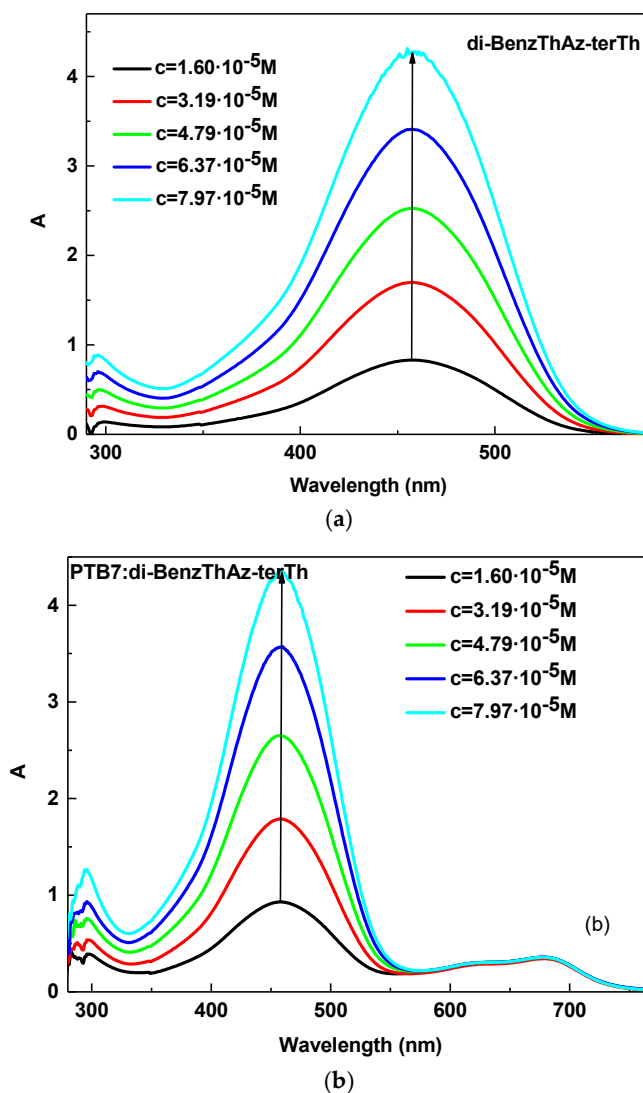 di-BenzThAz-terTh
c=1.60·10⁻⁵M
c=3.19·10⁻⁵M
c=4.79·10⁻⁵M
c=6.37·10⁻⁵M
c=7.97·10⁻⁵M
4
3
2
1
0
A
300 400 500
Wavelength (nm)
(a)
PTB7:di-BenzThAz-terTh
c=1.60·10⁻⁵M
c=3.19·10⁻⁵M
c=4.79·10⁻⁵M
c=6.37·10⁻⁵M
c=7.97·10⁻⁵M
4
3
2
1
0
A
(b)
300 400 500 600 700
Wavelength (nm)
(b)